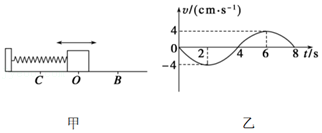 C O B
甲
v/(cm·s⁻¹)
4
0
2 4 6 8 t/s
-4
乙